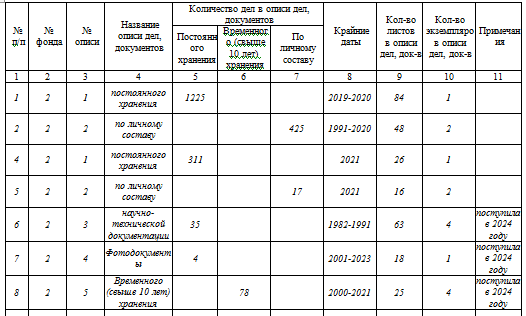 № п/п
№ фонда
№ описи
Название описи дел, документов
Количество дел в описи дел, документов
Постоянного хранения
Временного (свыше 10 лет) хранения
По личному составу
Крайние даты
Кол-во листов в описи дел, док-в
Кол-во экземпляров в описи дел, док-в
Примечания
1 2 3 4 5 6 7 8 9 10 11
1 2 1 постоянного хранения 1225 2019-2020 84 1
2 2 2 по личному составу 425 1991-2020 48 2
4 2 1 постоянного хранения 311 2021 26 1
5 2 2 по личному составу 17 2021 16 2
6 2 3 научно-технической документации 35 1982-1991 63 4 поступила в 2024 году
7 2 4 Фотодокументы 4 2001-2023 18 1 поступила в 2024 году
8 2 5 Временного (свыше 10 лет) хранения 78 2000-2021 25 4 поступила в 2024 году